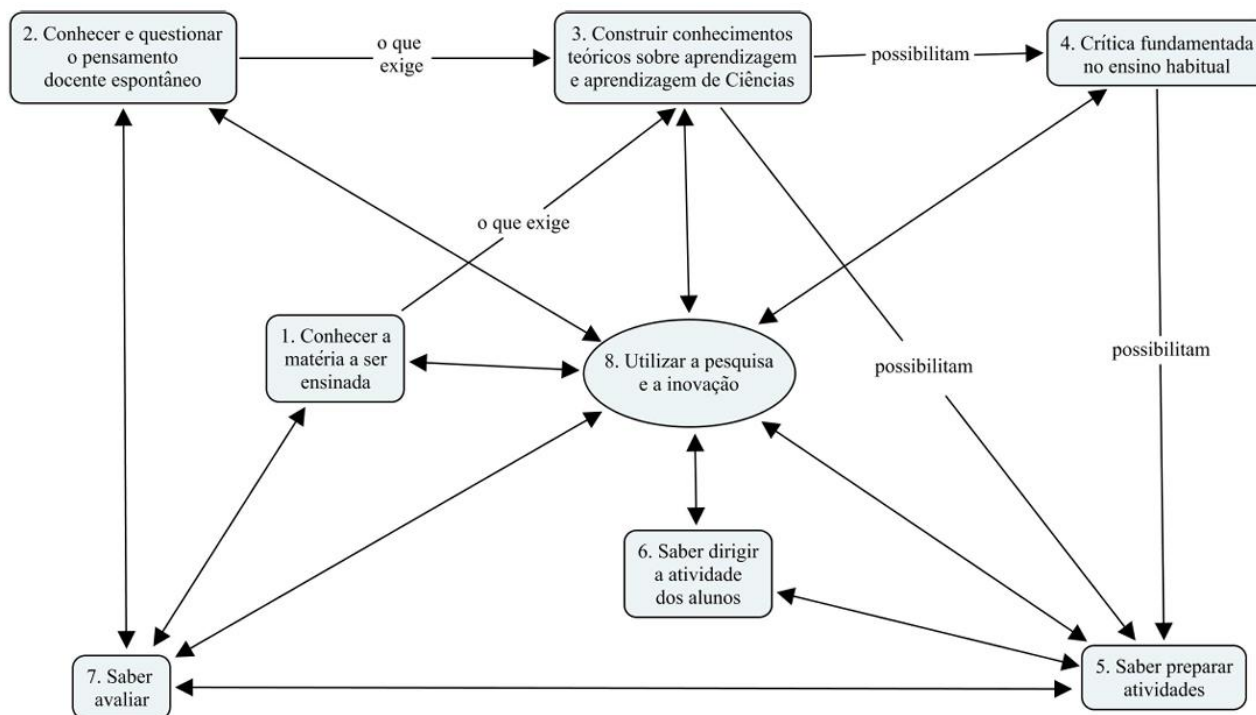 2. Conhecer e questionar
o pensamento
docente espontâneo
o que
exige
3. Construir conhecimentos
teóricos sobre aprendizagem
e aprendizagem de Ciências
possibilitam
4. Crítica fundamentada
no ensino habitual
o que exige
1. Conhecer a
matéria a ser
ensinada
8. Utilizar a pesquisa
e a inovação
possibilitam
possibilitam
6. Saber dirigir
a atividade
dos alunos
7. Saber
avaliar
5. Saber preparar
atividades